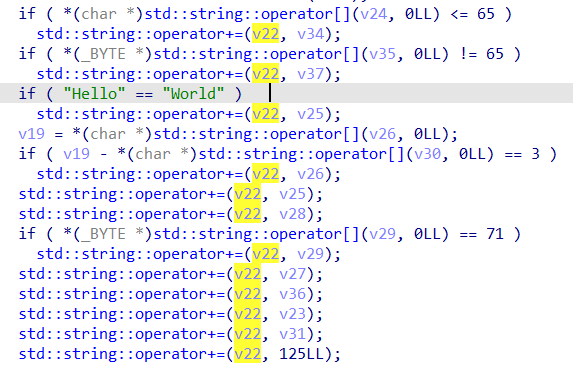 if ( *(char *)std::string::operator[](v24, 0LL) <= 65 )
std::string::operator+=(v22, v34);
if ( *(_BYTE *)std::string::operator[](v35, 0LL) != 65 )
std::string::operator+=(v22, v37);
if ( "Hello" == "World" )
std::string::operator+=(v22, v25);
v19 = *(char *)std::string::operator[](v26, 0LL);
if ( v19 - *(char *)std::string::operator[](v30, 0LL) == 3 )
std::string::operator+=(v22, v26);
std::string::operator+=(v22, v25);
std::string::operator+=(v22, v28);
if ( *(_BYTE *)std::string::operator[](v29, 0LL) == 71 )
std::string::operator+=(v22, v29);
std::string::operator+=(v22, v27);
std::string::operator+=(v22, v36);
std::string::operator+=(v22, v23);
std::string::operator+=(v22, v31);
std::string::operator+=(v22, 125LL);